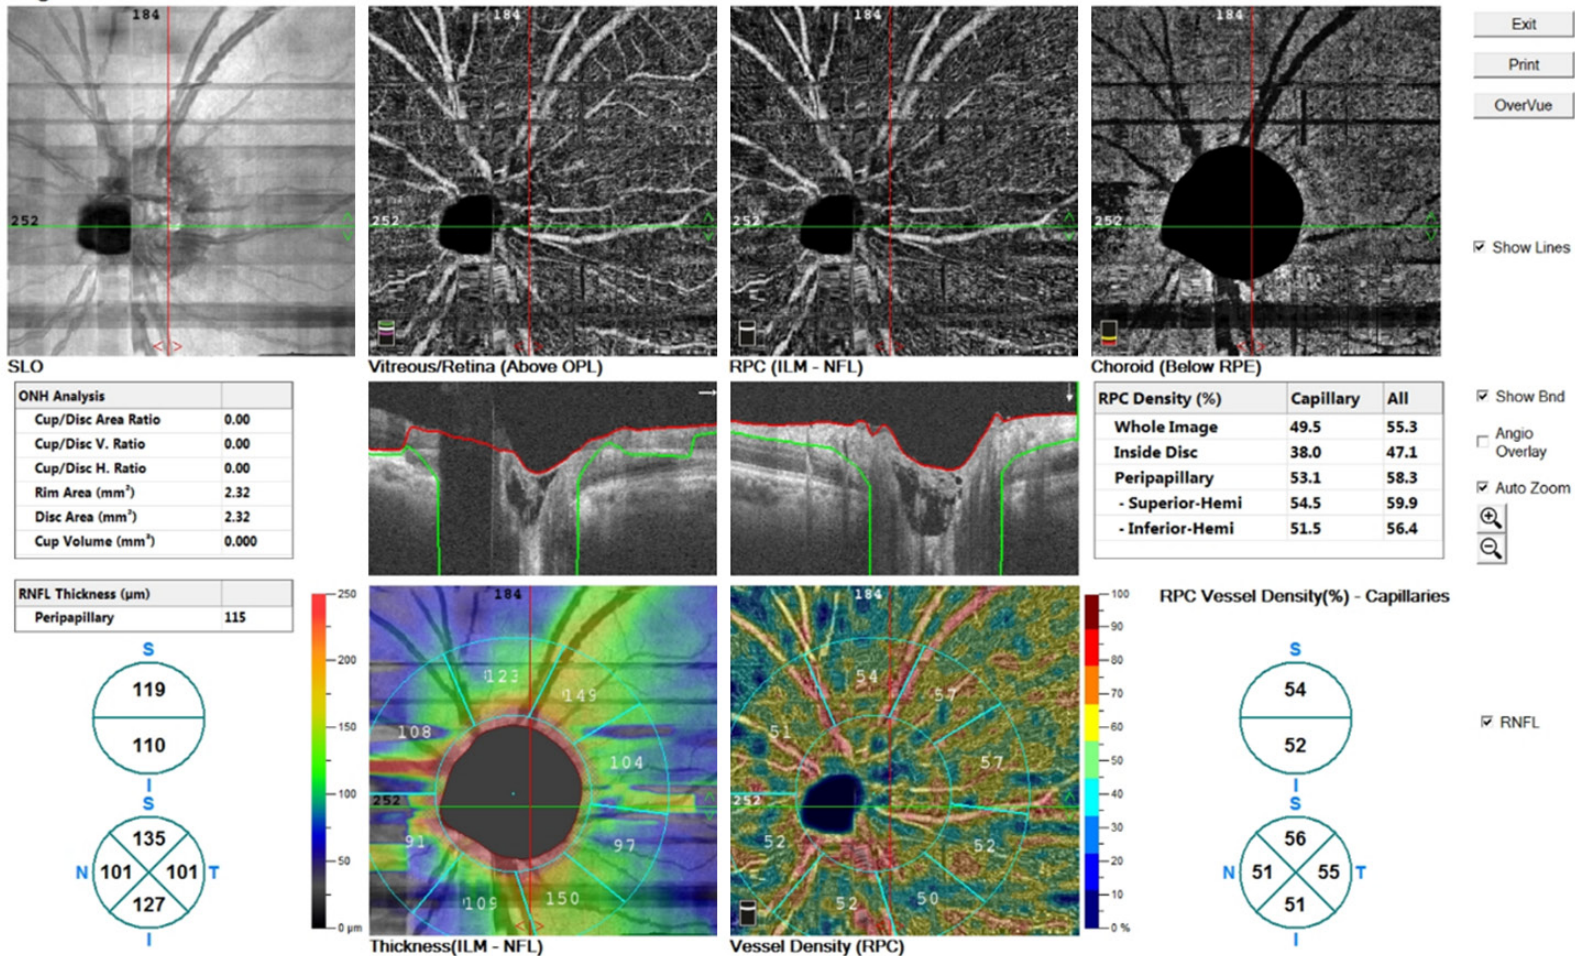 184
184
184
184
Exit
Print
OverVue
252
252
252
252
Show Lines
SLO
Vitreous/Retina (Above OPL)
RPC (ILM - NFL)
Choroid (Below RPE)
ONH Analysis
Cup/Disc Area Ratio 0.00
Cup/Disc V. Ratio 0.00
Cup/Disc H. Ratio 0.00
Rim Area (mm²) 2.32
Disc Area (mm²) 2.32
Cup Volume (mm³) 0.000
RPC Density (%) Capillary All
Whole Image 49.5 55.3
Inside Disc 38.0 47.1
Peripapillary 53.1 58.3
- Superior-Hemi 54.5 59.9
- Inferior-Hemi 51.5 56.4
Show Bnd
Angio
Overlay
Auto Zoom
RNFL Thickness (µm)
Peripapillary 115
S
119
110
I
S
135
N 101 101 T
127
I
250
200
150
100
50
0 µm
184
123
149
108
104
252
91
97
109
150
Thickness(ILM - NFL)
184
54
57
51
57
252
52
52
52
50
Vessel Density (RPC)
100
90
80
70
60
50
40
30
20
10
0 %
RPC Vessel Density(%) - Capillaries
S
54
52
I
S
56
N 51 55 T
51
I
RNFL